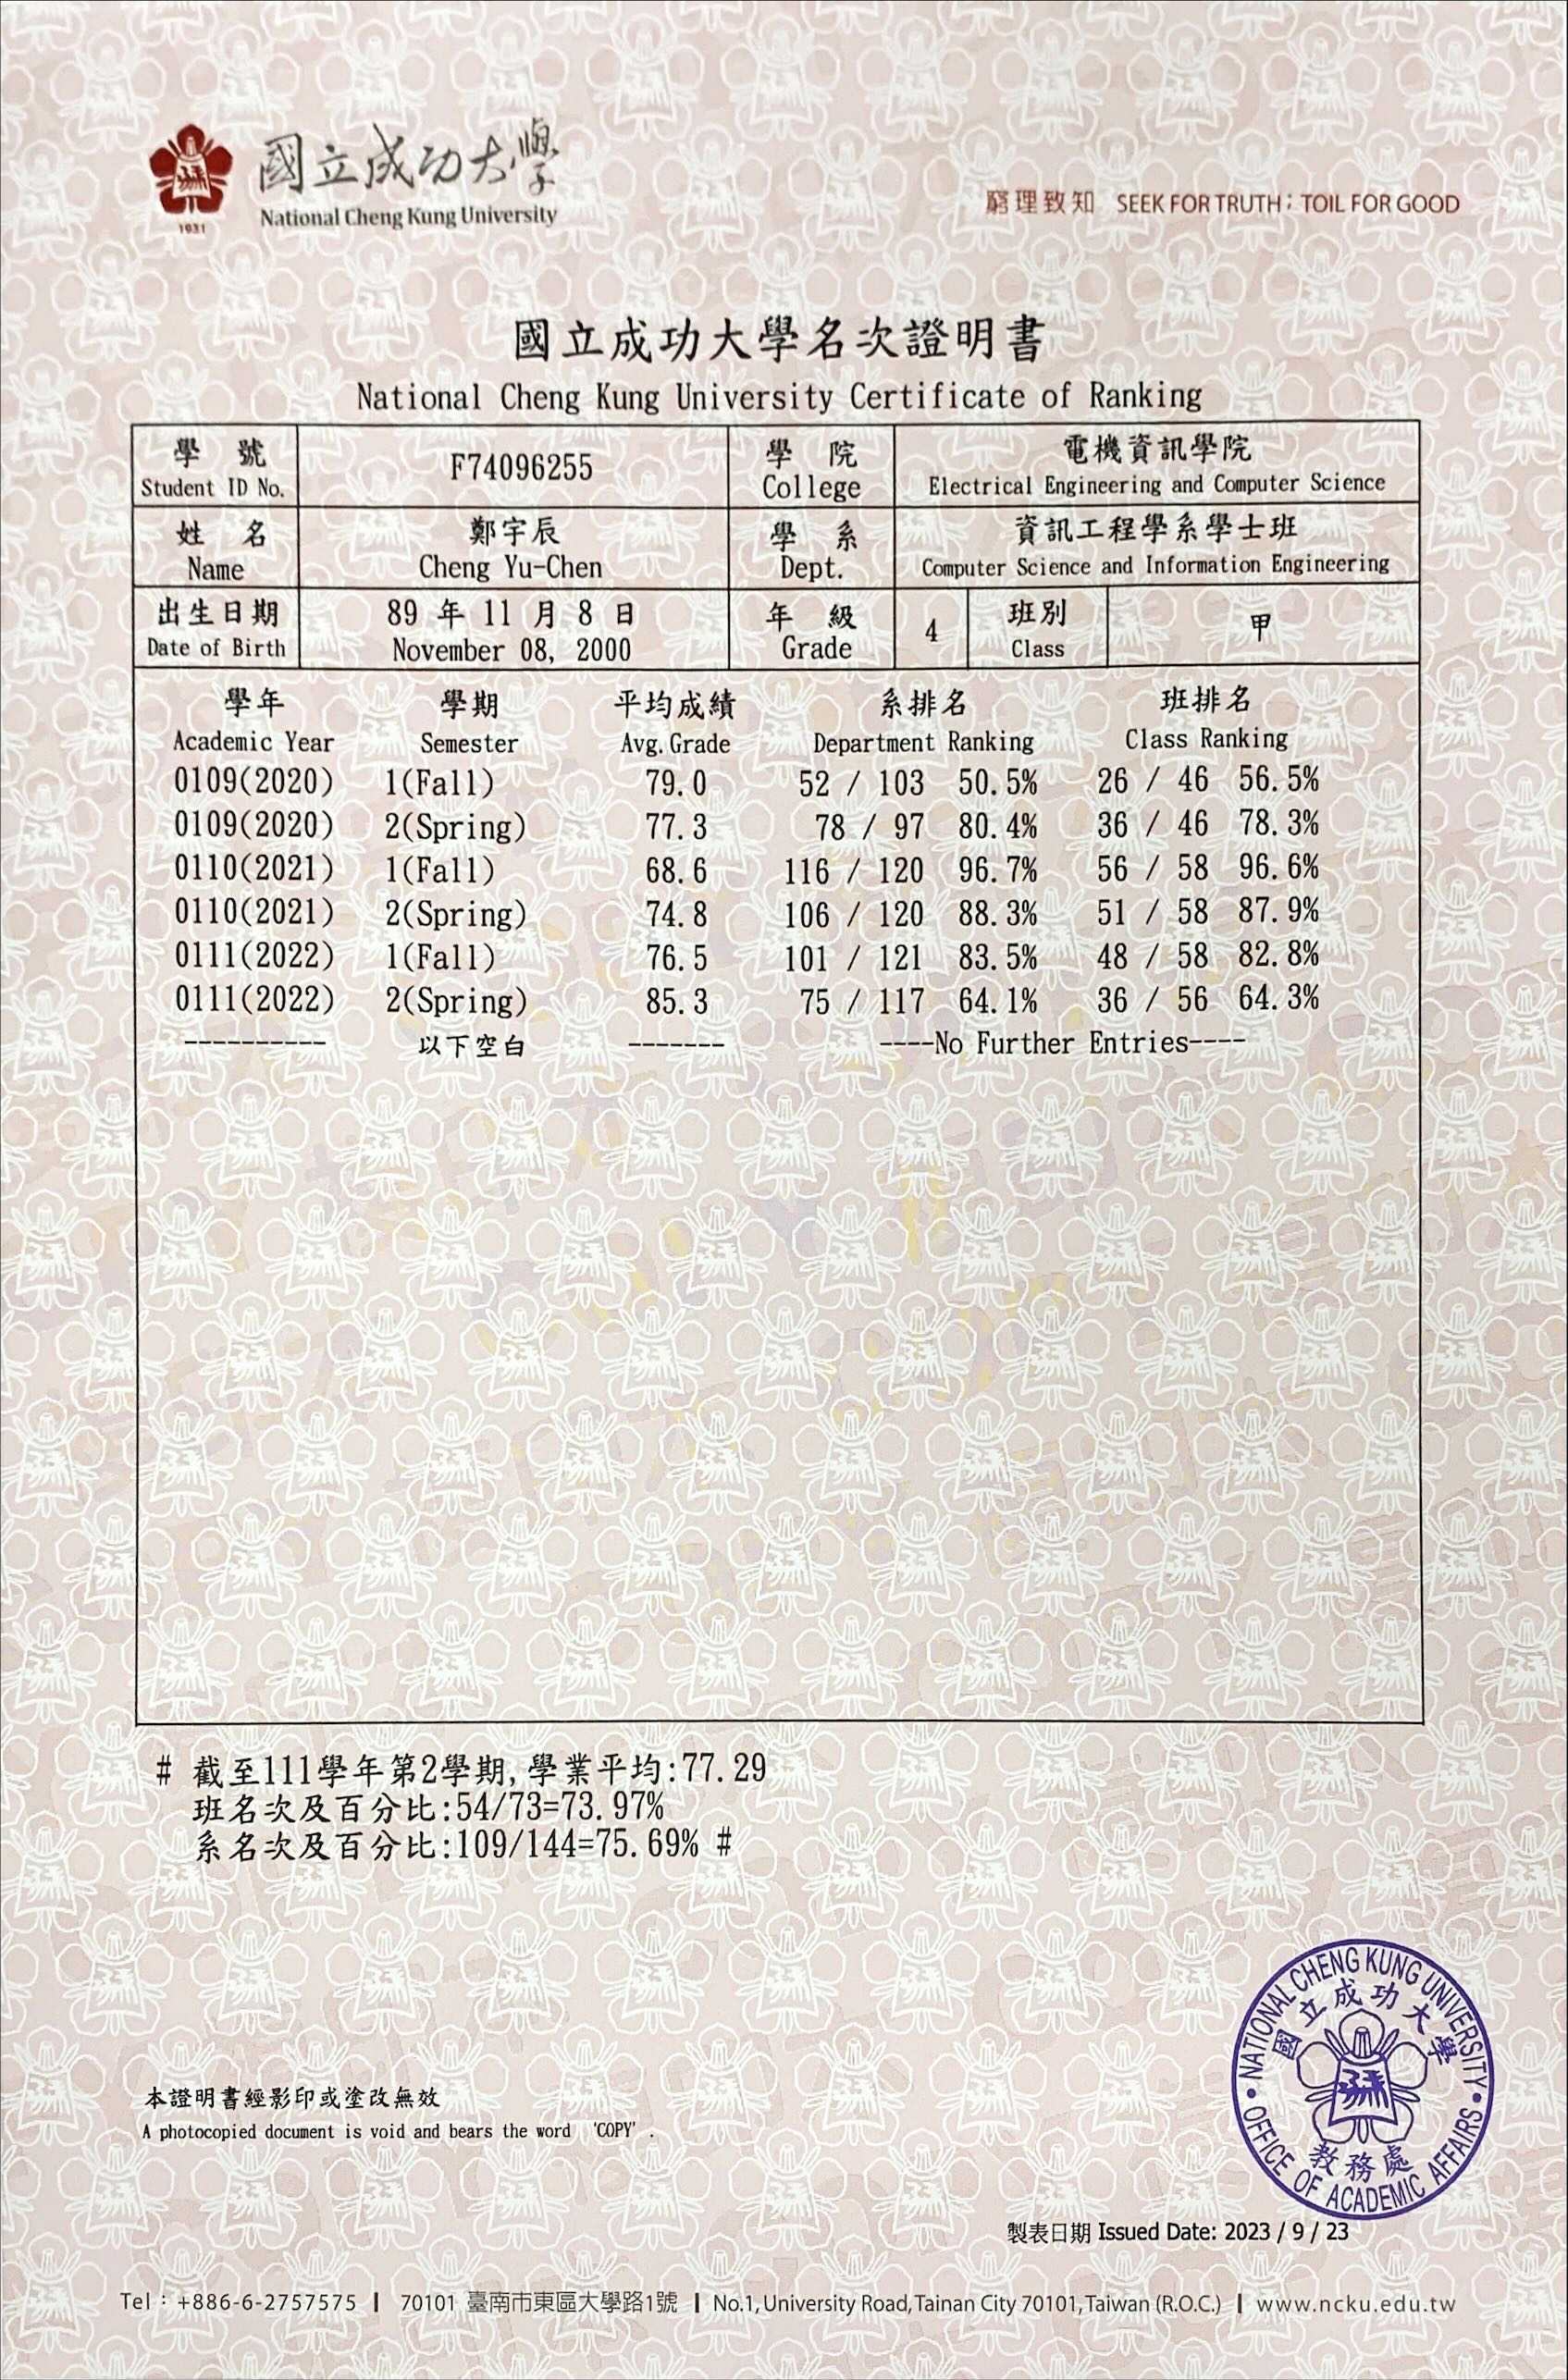 國立成功大學
National Cheng Kung University
1931
窮理致知 SEEK FOR TRUTH; TOIL FOR GOOD
國立成功大學名次證明書
National Cheng Kung University Certificate of Ranking
學 號 F74096255 學 院 電機資訊學院
Student ID No. College Electrical Engineering and Computer Science
姓 名 鄭宇辰 學 系 資訊工程學系學士班
Name Cheng Yu-Chen Dept. Computer Science and Information Engineering
出生日期 89 年 11 月 8 日 年 級 4 班別 甲
Date of Birth November 08, 2000 Grade Class
學年 學期 平均成績 系排名 班排名
Academic Year Semester Avg.Grade Department Ranking Class Ranking
0109(2020) 1(Fall) 79.0 52 / 103 50.5% 26 / 46 56.5%
0109(2020) 2(Spring) 77.3 78 / 97 80.4% 36 / 46 78.3%
0110(2021) 1(Fall) 68.6 116 / 120 96.7% 56 / 58 96.6%
0110(2021) 2(Spring) 74.8 106 / 120 88.3% 51 / 58 87.9%
0111(2022) 1(Fall) 76.5 101 / 121 83.5% 48 / 58 82.8%
0111(2022) 2(Spring) 85.3 75 / 117 64.1% 36 / 56 64.3%
---------- 以下空白 ------- ----No Further Entries----
# 截至111學年第2學期,學業平均:77.29
班名次及百分比:54/73=73.97%
系名次及百分比:109/144=75.69% #
NATIONAL CHENG KUNG UNIVERSITY
國立成功大學
教務處
OFFICE OF ACADEMIC AFFAIRS
本證明書經影印或塗改無效
A photocopied document is void and bears the word 'COPY'.
製表日期 Issued Date: 2023 / 9 / 23
Tel：+886-6-2757575 | 70101 臺南市東區大學路1號 | No.1, University Road, Tainan City 70101, Taiwan (R.O.C.) | www.ncku.edu.tw